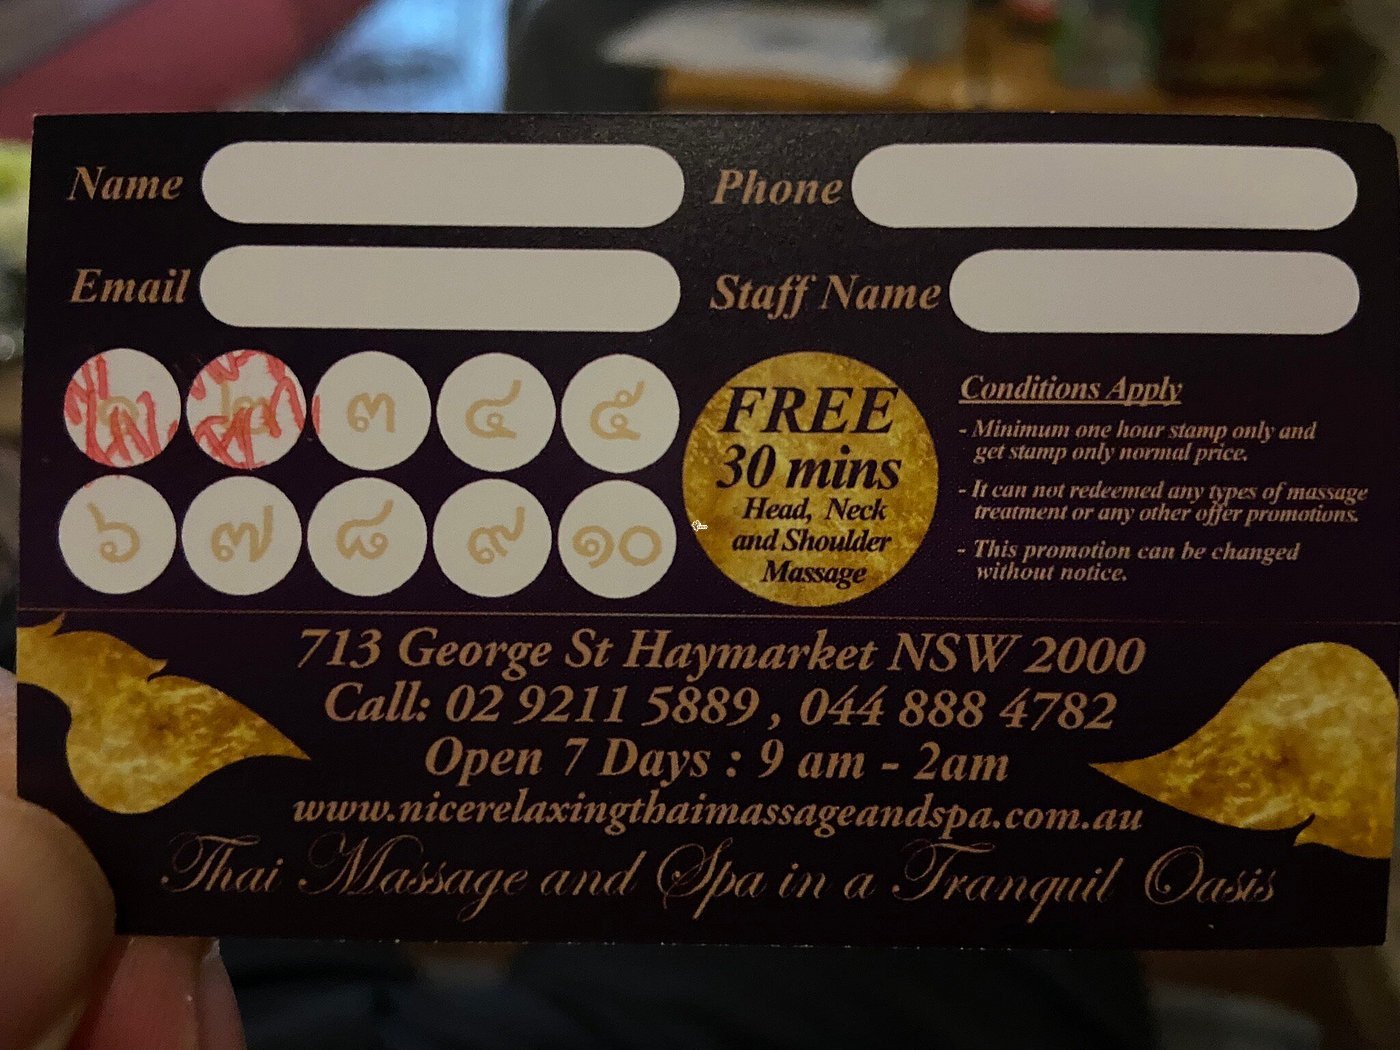 Name
Phone
Email
Staff Name
๑ ๒ ๓ ๔ ๕
๖ ๗ ๘ ๙ ๑๐
FREE
30 mins
Head, Neck
and Shoulder
Massage
Conditions Apply
- Minimum one hour stamp only and
get stamp only normal price.
- It can not redeemed any types of massage
treatment or any other offer promotions.
- This promotion can be changed
without notice.
713 George St Haymarket NSW 2000
Call: 02 9211 5889 , 044 888 4782
Open 7 Days : 9 am - 2am
www.nicerelaxingthaimassageandspa.com.au
Thai Massage and Spa in a Tranquil Oasis